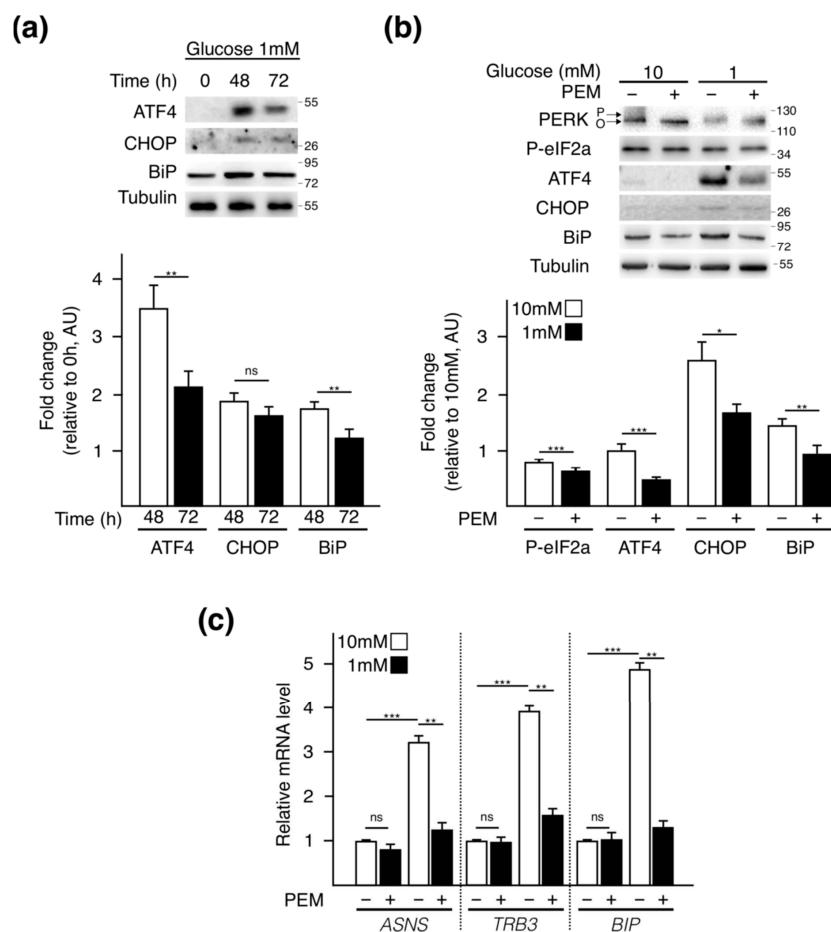 (a)
Glucose 1mM
Time (h) 0 48 72
ATF4 55
CHOP 26
BiP 95 72
Tubulin 55
4
3
2
1
Fold change
(relative to 0h, AU)
** ns **
Time (h) 48 72 48 72 48 72
ATF4 CHOP BiP
(b)
Glucose (mM) 10 1
PEM − + − +
PERK P O 130 110
P-eIF2a 34
ATF4 55
CHOP 26
BiP 95 72
Tubulin 55
10mM
1mM
3
2
1
Fold change
(relative to 10mM, AU)
*** *** * **
PEM − + − + − + − +
P-eIF2a ATF4 CHOP BiP
(c)
10mM
1mM
5
4
3
2
1
Relative mRNA level
ns *** ** ns *** ** ns *** **
PEM − + − + − + − + − + − +
ASNS TRB3 BIP